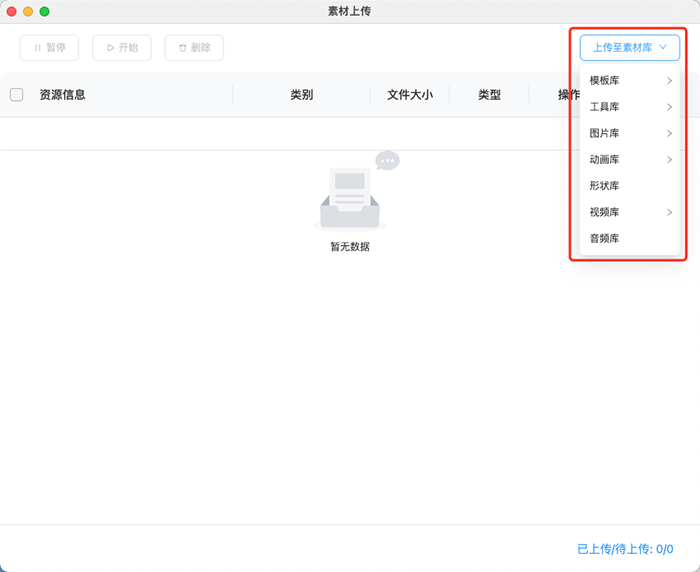 素材上传
暂停
开始
删除
上传至素材库
资源信息
类别
文件大小
类型
操作
模板库
工具库
图片库
动画库
形状库
视频库
音频库
暂无数据
已上传/待上传: 0/0